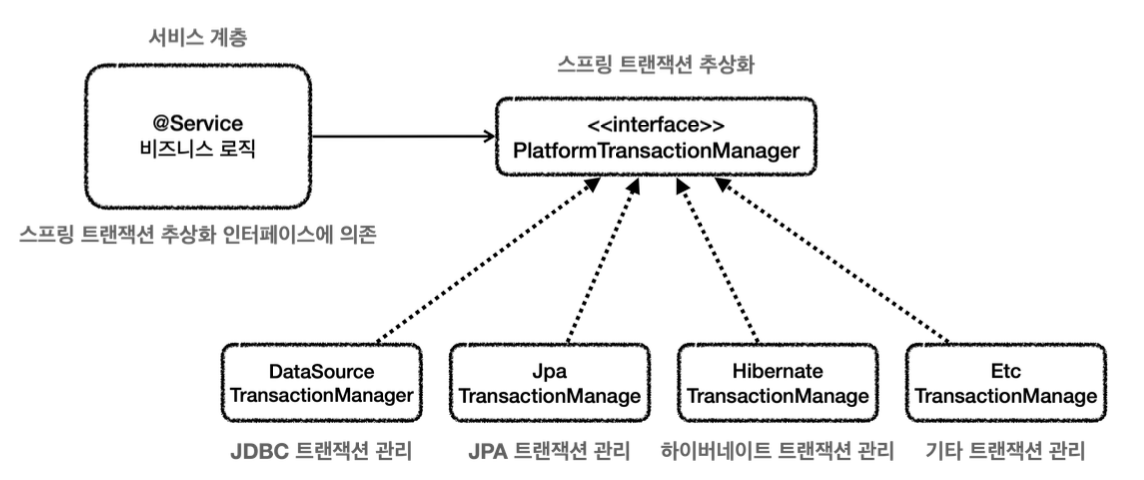 서비스 계층
스프링 트랜잭션 추상화
@Service
비즈니스 로직
<<interface>>
PlatformTransactionManager
스프링 트랜잭션 추상화 인터페이스에 의존
DataSource
TransactionManager
Jpa
TransactionManage
Hibernate
TransactionManage
Etc
TransactionManage
JDBC 트랜잭션 관리
JPA 트랜잭션 관리
하이버네이트 트랜잭션 관리
기타 트랜잭션 관리